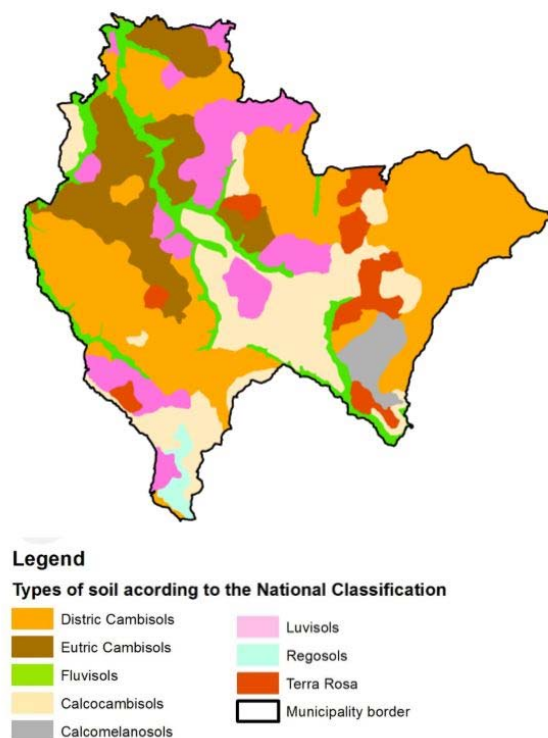 Legend
Types of soil acording to the National Classification
Distric Cambisols
Eutric Cambisols
Fluvisols
Calcocambisols
Calcomelanosols
Luvisols
Regosols
Terra Rosa
Municipality border